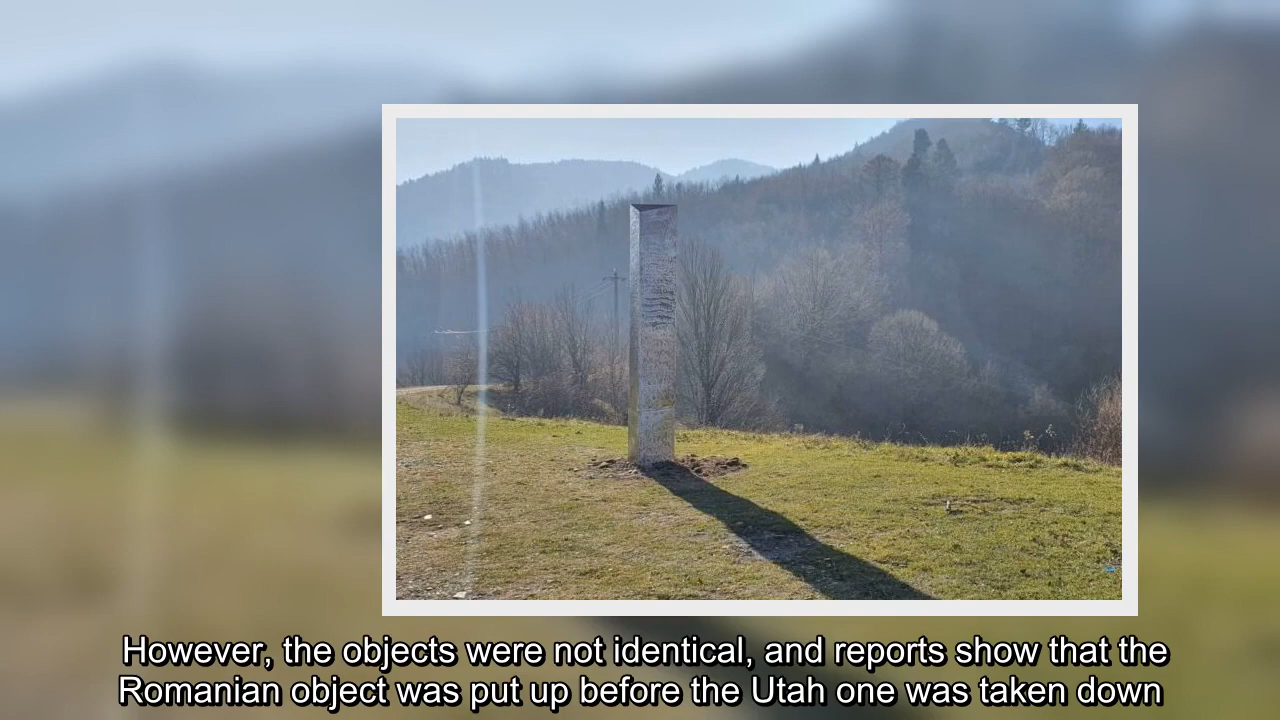 However, the objects were not identical, and reports show that the
Romanian object was put up before the Utah one was taken down